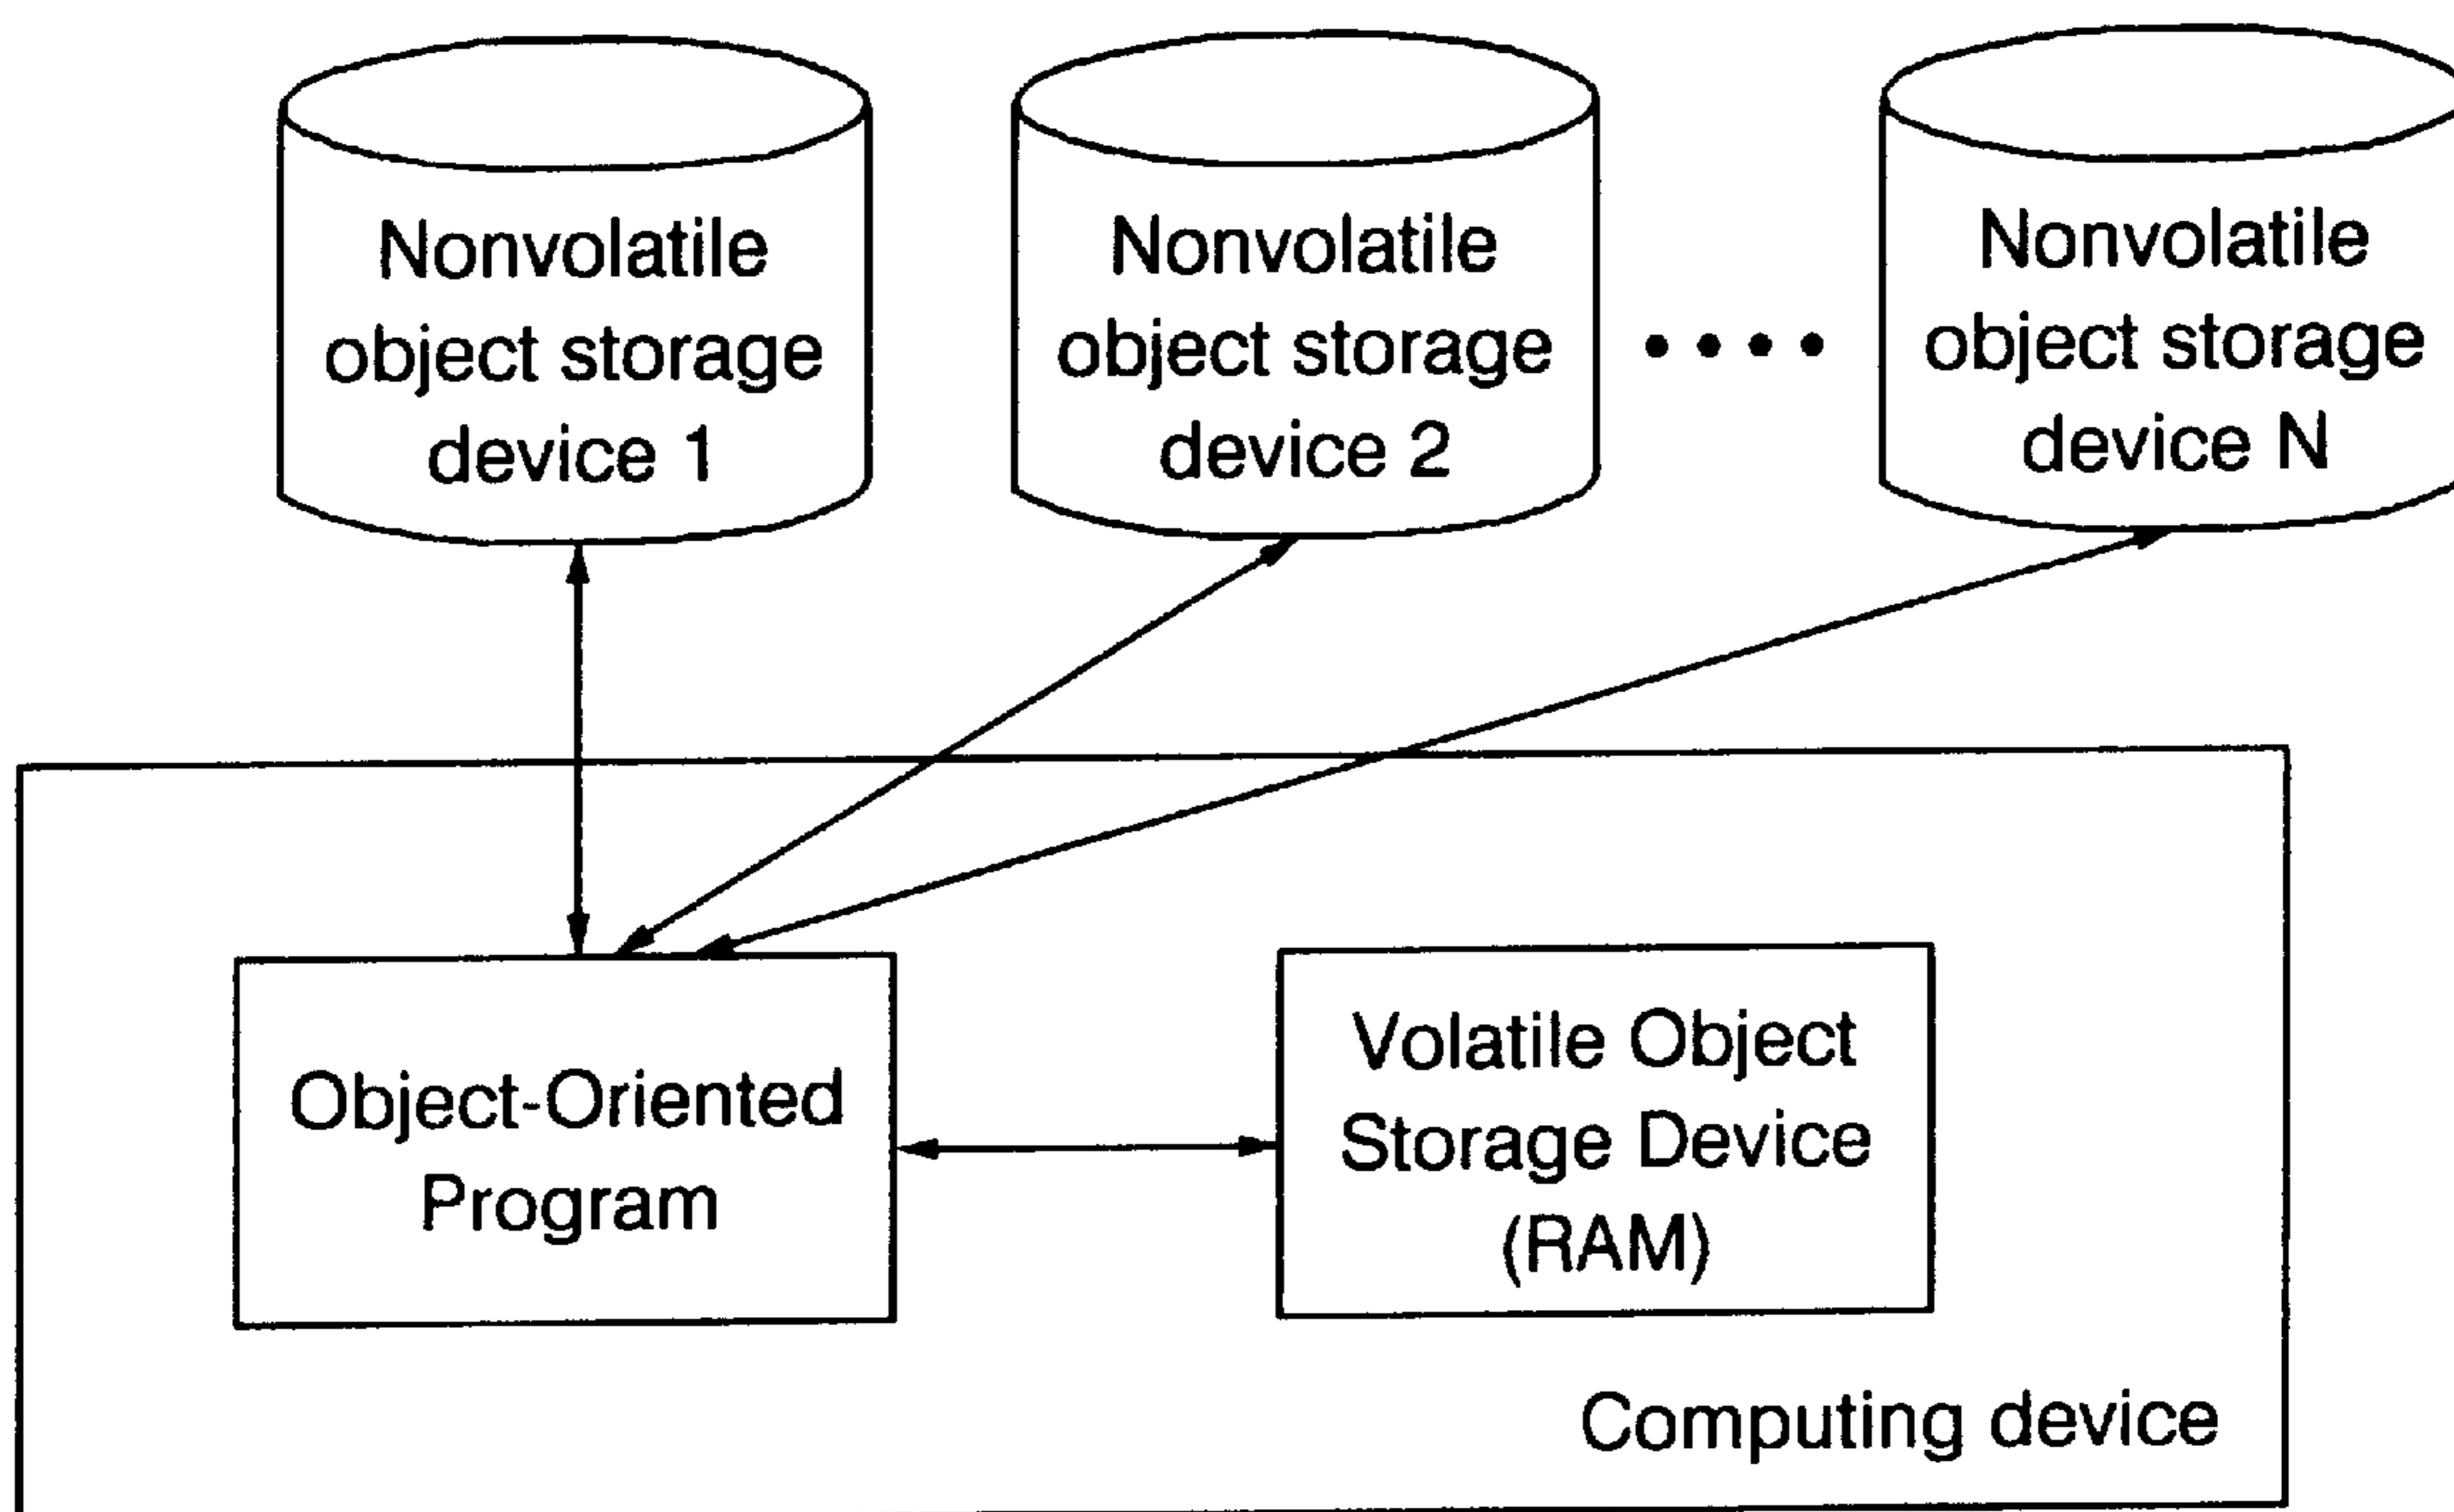 Nonvolatile
object storage
device 1
Nonvolatile
object storage
device 2
Nonvolatile
object storage
device N
Object-Oriented
Program
Volatile Object
Storage Device
(RAM)
Computing device